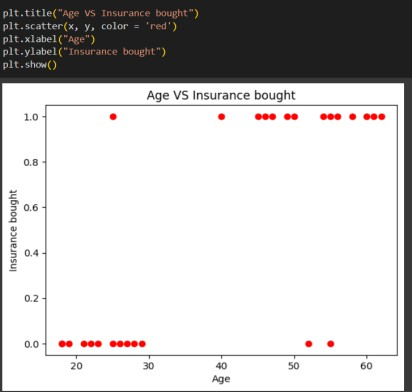 plt.title("Age VS Insurance bought")
plt.scatter(x, y, color = 'red')
plt.xlabel("Age")
plt.ylabel("Insurance bought")
plt.show()
Age VS Insurance bought
1.0
0.8
0.6
0.4
0.2
0.0
Insurance bought
20 30 40 50 60
Age